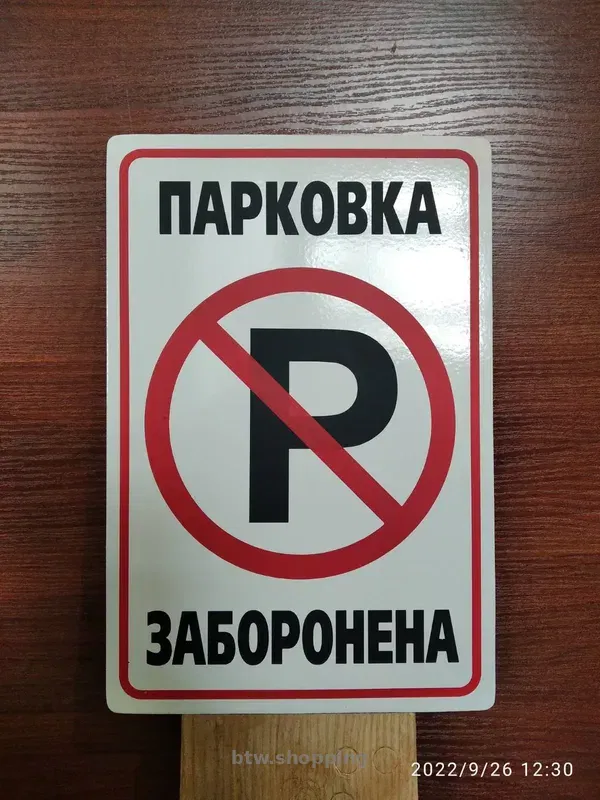 ПАРКОВКА
P
ЗАБОРОНЕНА
btw.shopping
2022/9/26 12:30